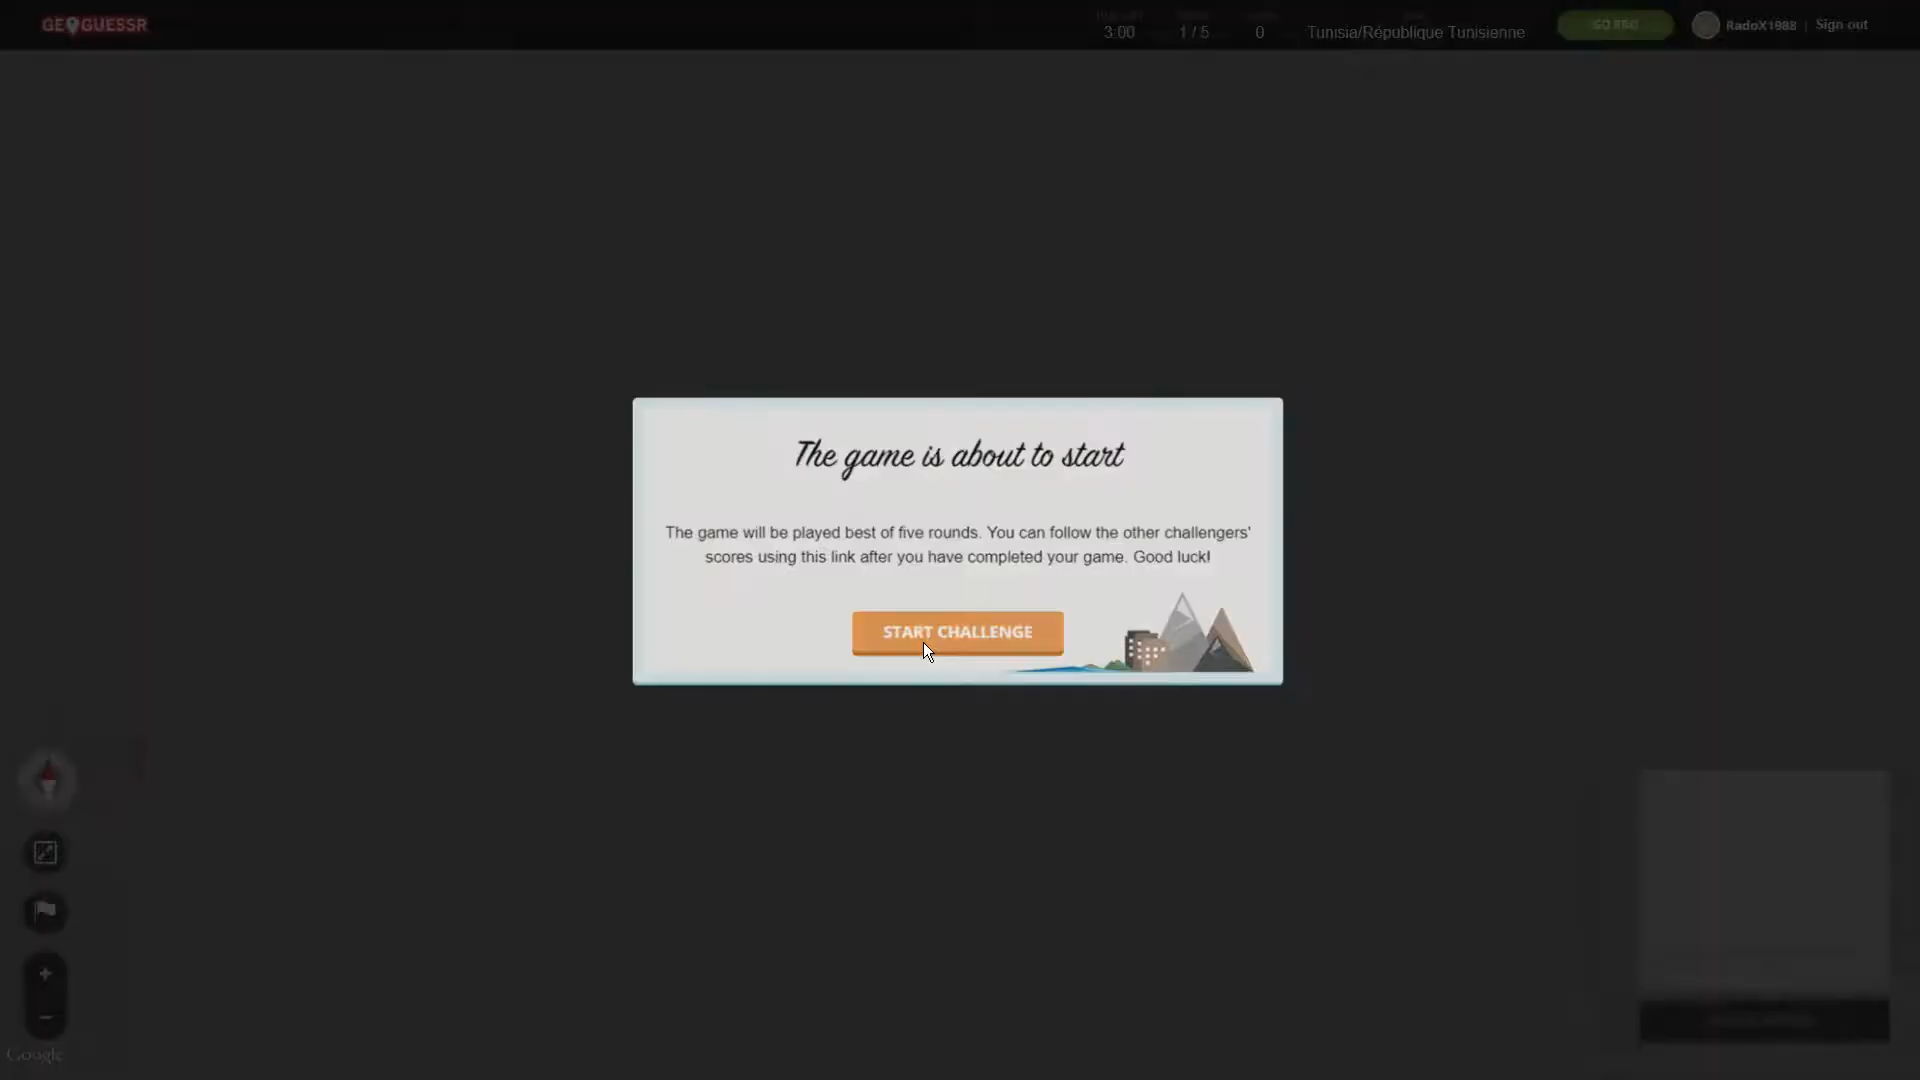 GEOGUESSR
3:00 1 / 5 0 Tunisia/République Tunisienne GO PRO RadoX1988 | Sign out
The game is about to start
The game will be played best of five rounds. You can follow the other challengers'
scores using this link after you have completed your game. Good luck!
START CHALLENGE
Google